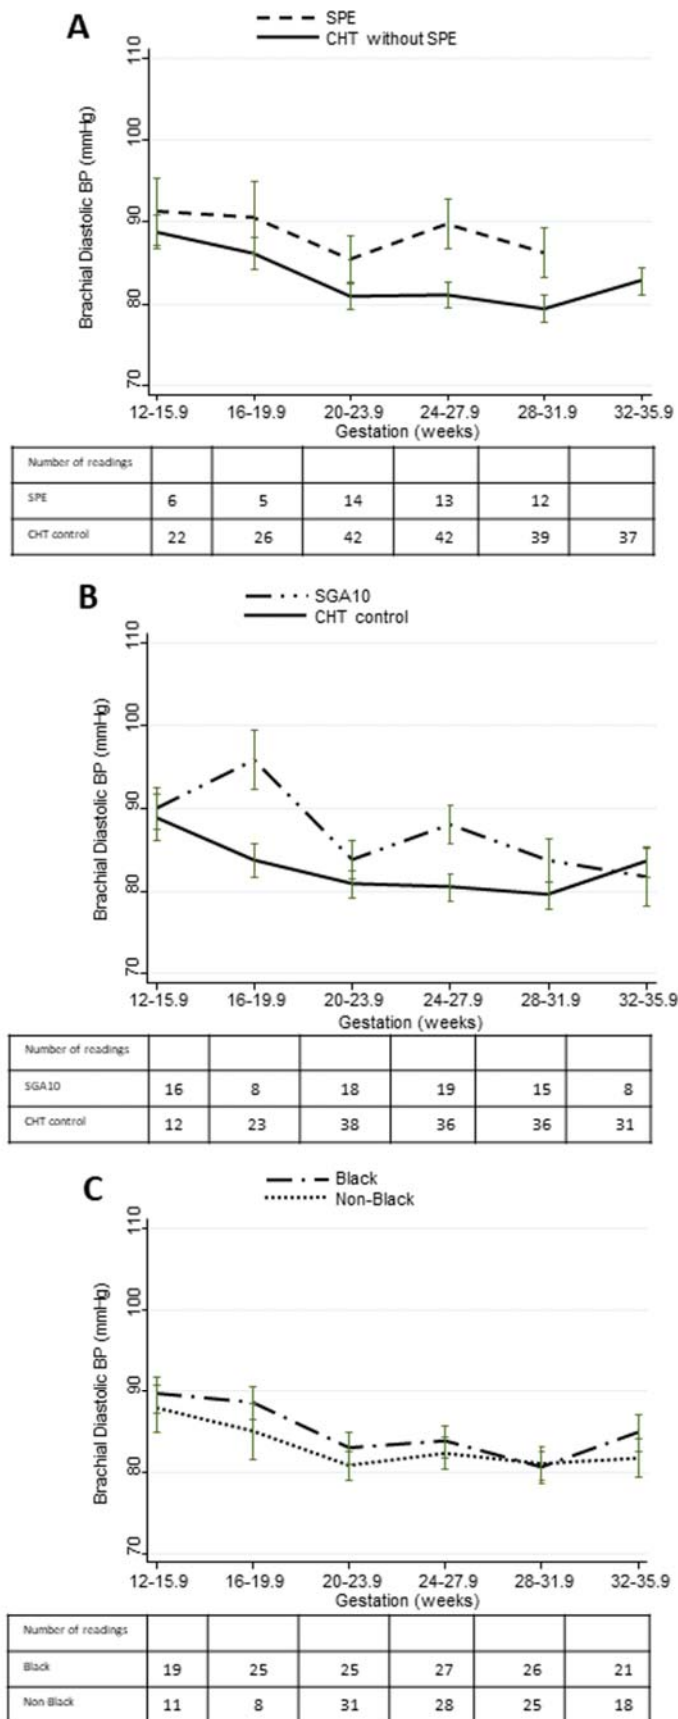 A
SPE
CHT without SPE
Brachial Diastolic BP (mmHg)
110
100
90
80
70
12-15.9 16-19.9 20-23.9 24-27.9 28-31.9 32-35.9
Gestation (weeks)
Number of readings
SPE 6 5 14 13 12
CHT control 22 26 42 42 39 37
B
SGA10
CHT control
Brachial Diastolic BP (mmHg)
110
100
90
80
70
12-15.9 16-19.9 20-23.9 24-27.9 28-31.9 32-35.9
Gestation (weeks)
Number of readings
SGA10 16 8 18 19 15 8
CHT control 12 23 38 36 36 31
C
Black
Non-Black
Brachial Diastolic BP (mmHg)
110
100
90
80
70
12-15.9 16-19.9 20-23.9 24-27.9 28-31.9 32-35.9
Gestation (weeks)
Number of readings
Black 19 25 25 27 26 21
Non Black 11 8 31 28 25 18